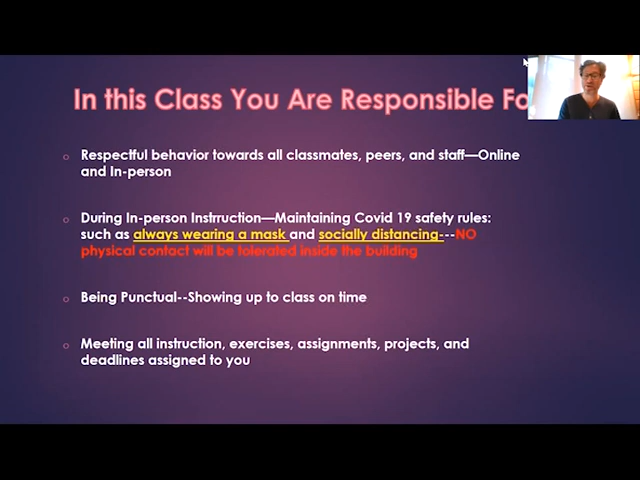 In this Class You Are Responsible Fo
Respectful behavior towards all classmates, peers, and staff—Online
and In-person
During In-person Instrruction—Maintaining Covid 19 safety rules:
such as always wearing a mask and socially distancing---NO
physical contact will be tolerated inside the building
Being Punctual--Showing up to class on time
Meeting all instruction, exercises, assignments, projects, and
deadlines assigned to you